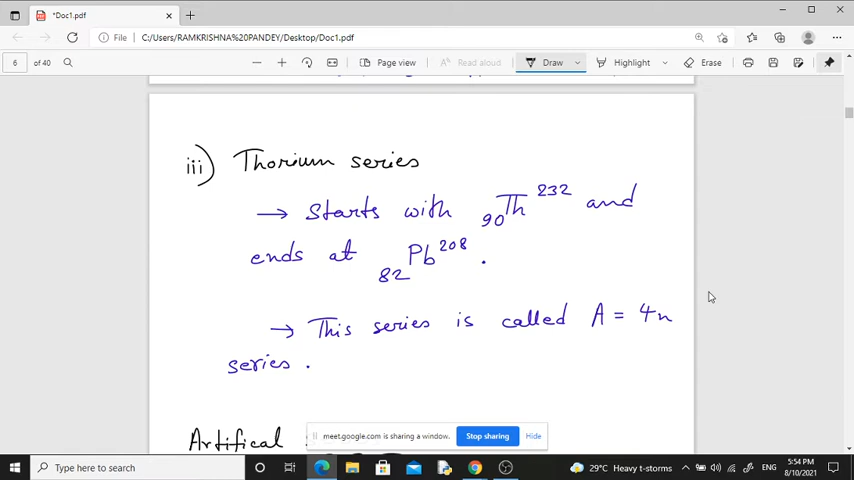 *Doc1.pdf
File C:/Users/RAMKRISHNA%20PANDEY/Desktop/Doc1.pdf
6 of 40 Page view Read aloud Draw Highlight Erase
iii) Thorium series
→ Starts with ₉₀Th²³² and
ends at ₈₂Pb²⁰⁸.
→ This series is called A = 4n
series.
Artifical
meet.google.com is sharing a window. Stop sharing Hide
Type here to search 29°C Heavy t-storms ENG 5:54 PM
8/10/2021